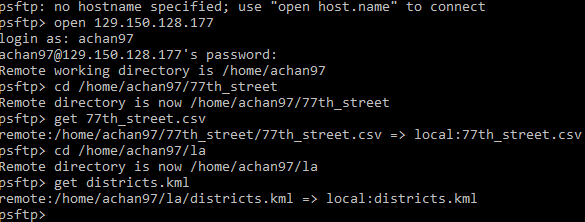 psftp: no hostname specified; use "open host.name" to connect
psftp> open 129.150.128.177
login as: achan97
achan97@129.150.128.177's password:
Remote working directory is /home/achan97
psftp> cd /home/achan97/77th_street
Remote directory is now /home/achan97/77th_street
psftp> get 77th_street.csv
remote:/home/achan97/77th_street/77th_street.csv => local:77th_street.csv
psftp> cd /home/achan97/la
Remote directory is now /home/achan97/la
psftp> get districts.kml
remote:/home/achan97/la/districts.kml => local:districts.kml
psftp>